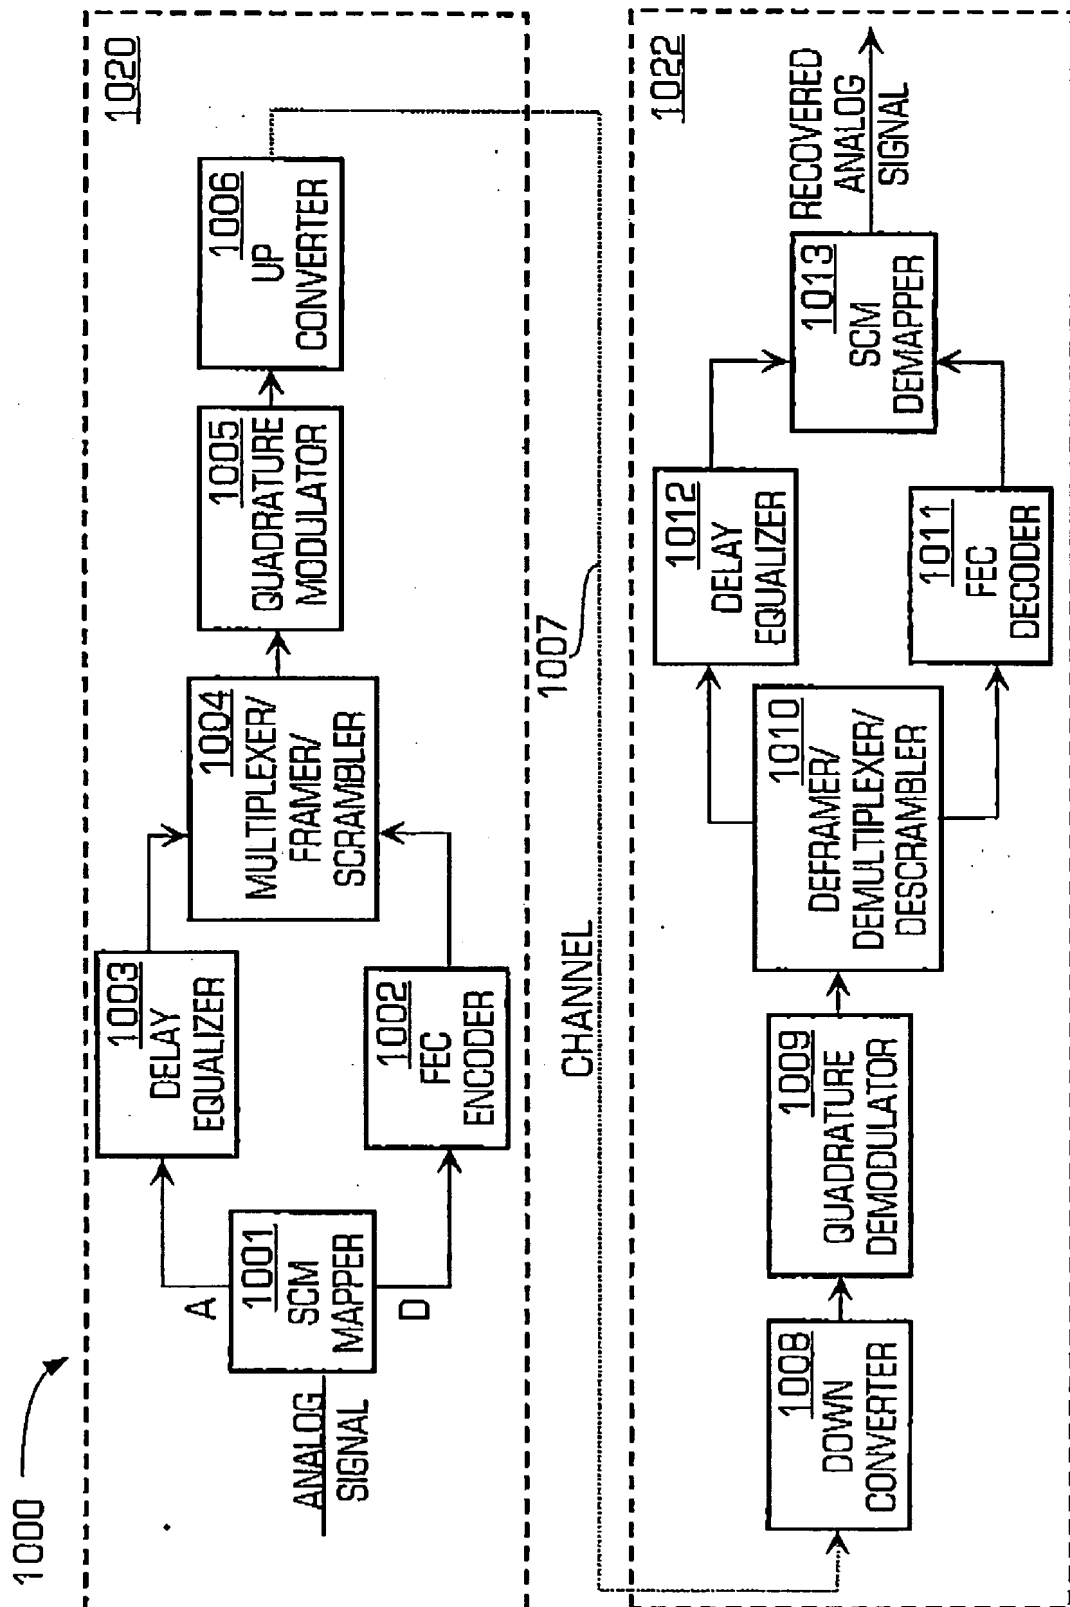 1000
1020
ANALOG
SIGNAL
1001
SCM
MAPPER
A
D
1003
DELAY
EQUALIZER
1002
FEC
ENCODER
1004
MULTIPLEXER/
FRAMER/
SCRAMBLER
1005
QUADRATURE
MODULATOR
1006
UP
CONVERTER
CHANNEL
1007
1022
1008
DOWN
CONVERTER
1009
QUADRATURE
DEMODULATOR
1010
DEFRAMER/
DEMULTIPLEXER/
DESCRAMBLER
1012
DELAY
EQUALIZER
1011
FEC
DECODER
1013
SCM
DEMAPPER
RECOVERED
ANALOG
SIGNAL